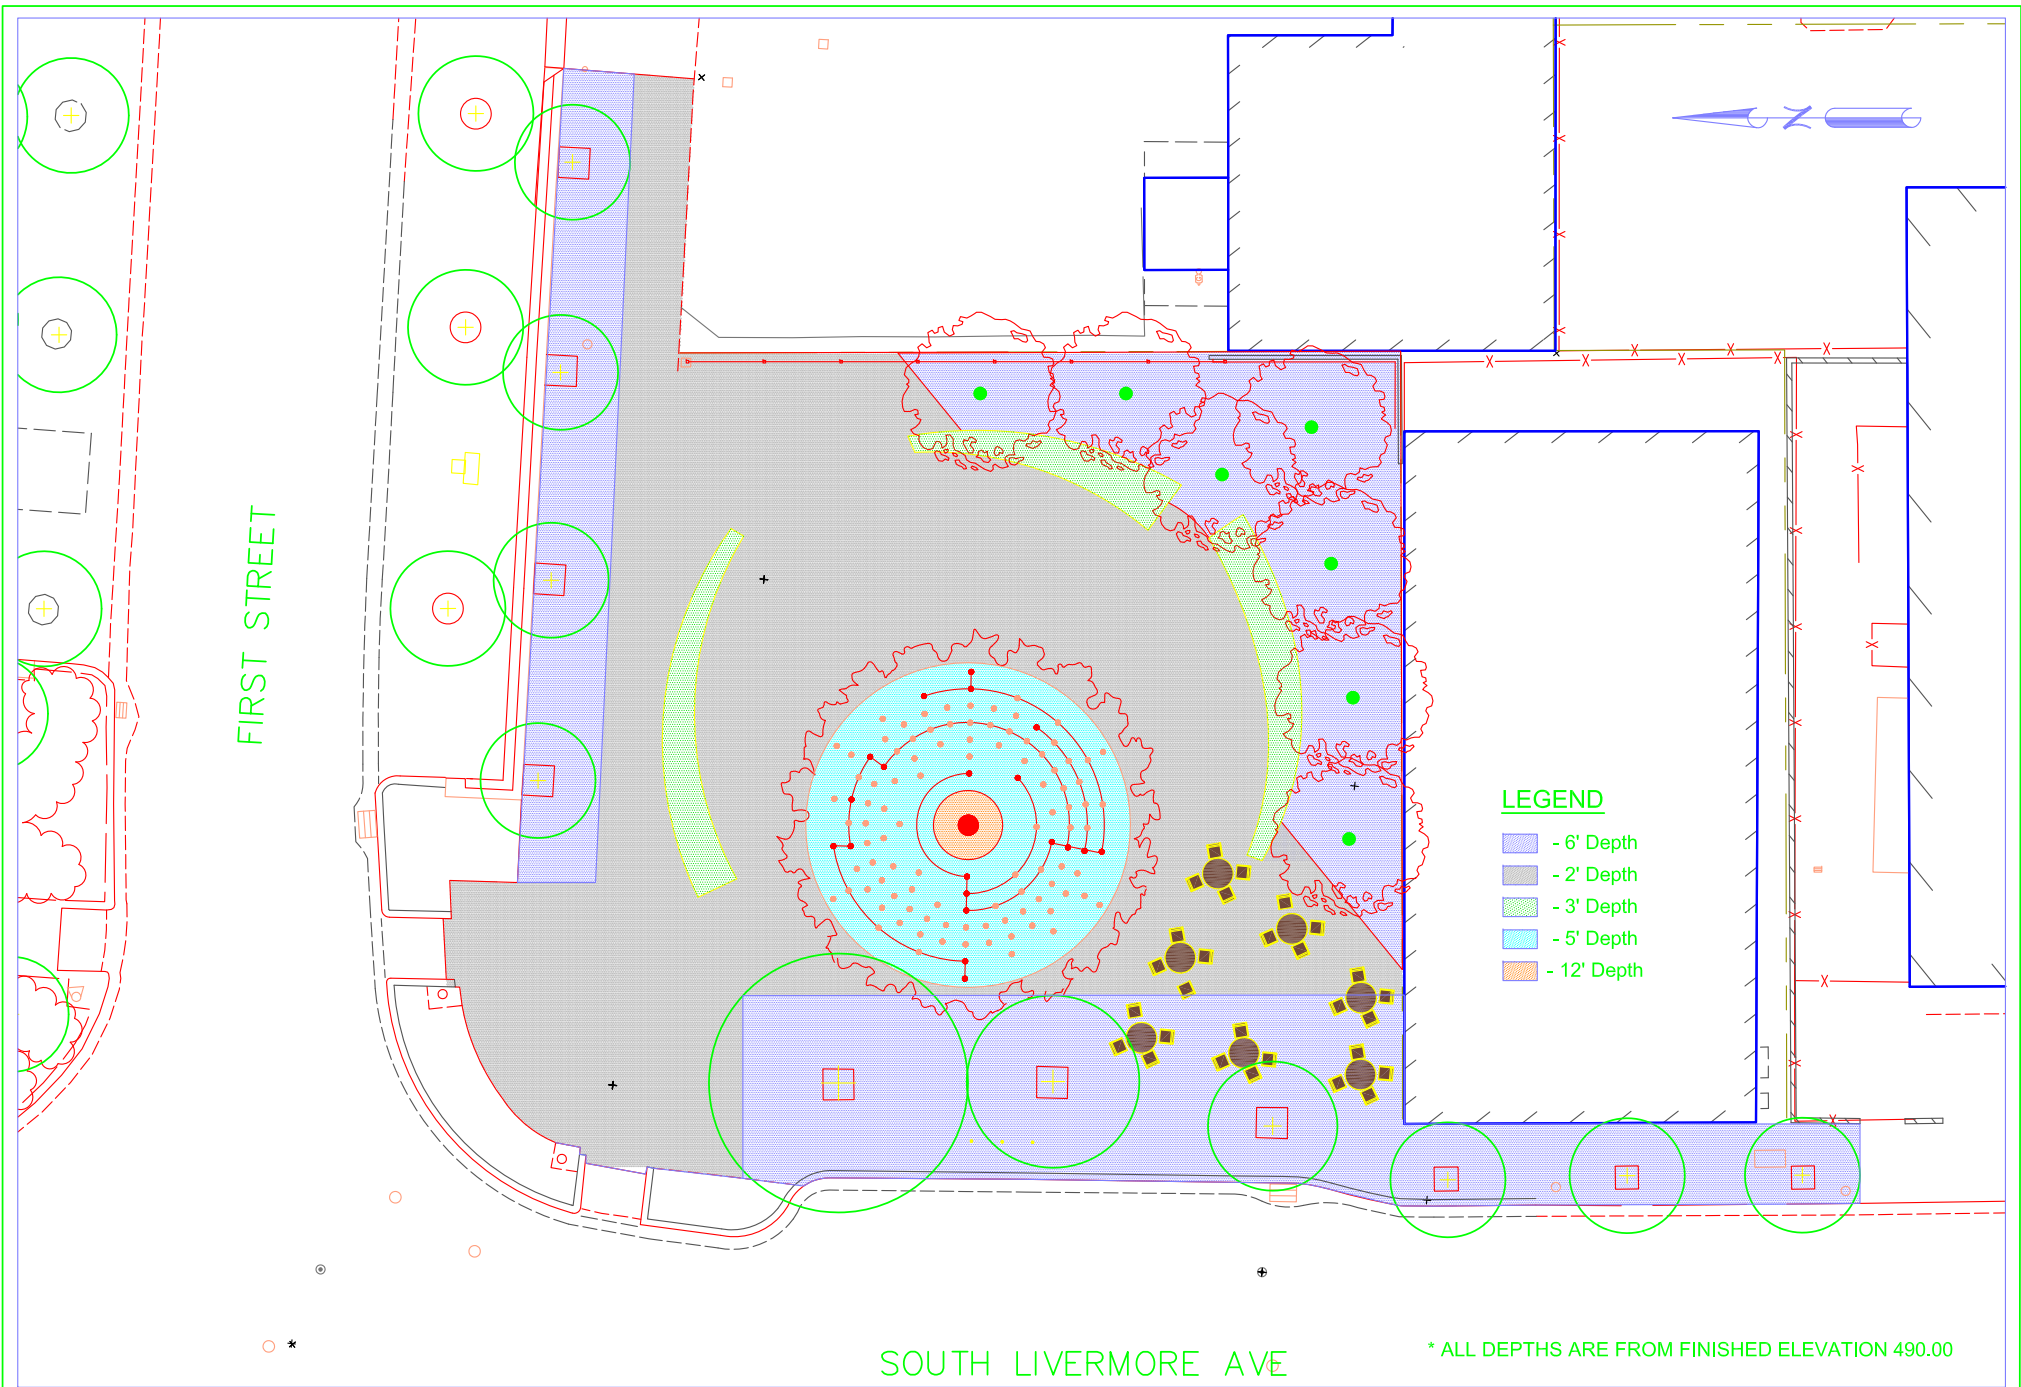 N
FIRST STREET
LEGEND
- 6' Depth
- 2' Depth
- 3' Depth
- 5' Depth
- 12' Depth
SOUTH LIVERMORE AVE
* ALL DEPTHS ARE FROM FINISHED ELEVATION 490.00